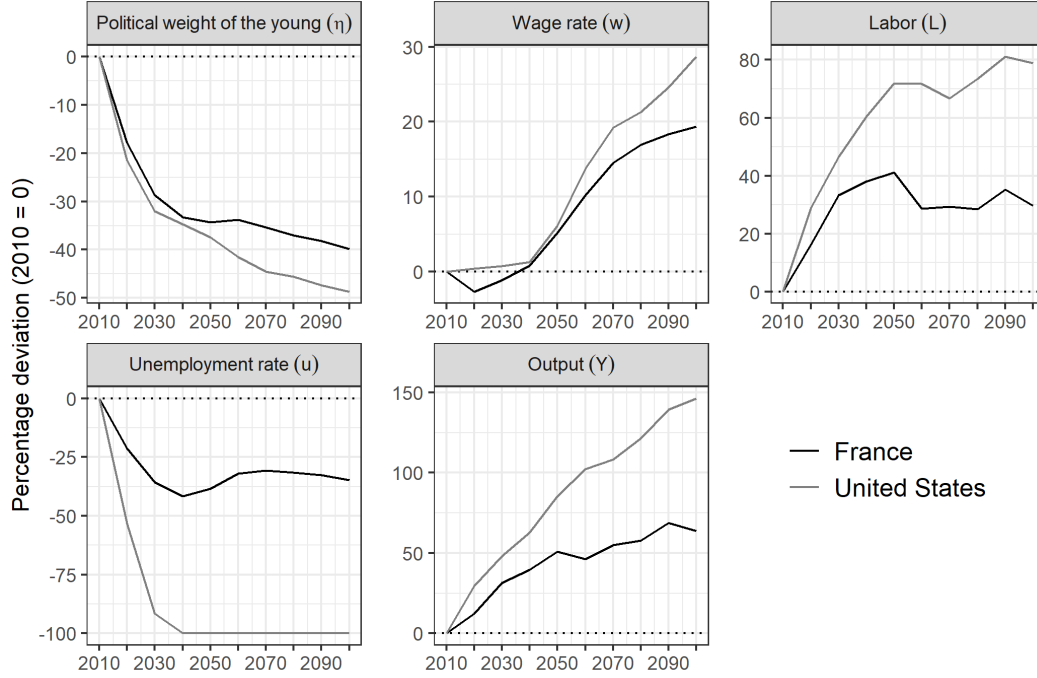 Percentage deviation (2010 = 0)
Political weight of the young (η)
0
-10
-20
-30
-40
-50
2010 2030 2050 2070 2090
Wage rate (w)
30
20
10
0
2010 2030 2050 2070 2090
Labor (L)
80
60
40
20
0
2010 2030 2050 2070 2090
Unemployment rate (u)
0
-25
-50
-75
-100
2010 2030 2050 2070 2090
Output (Y)
150
100
50
0
2010 2030 2050 2070 2090
France
United States